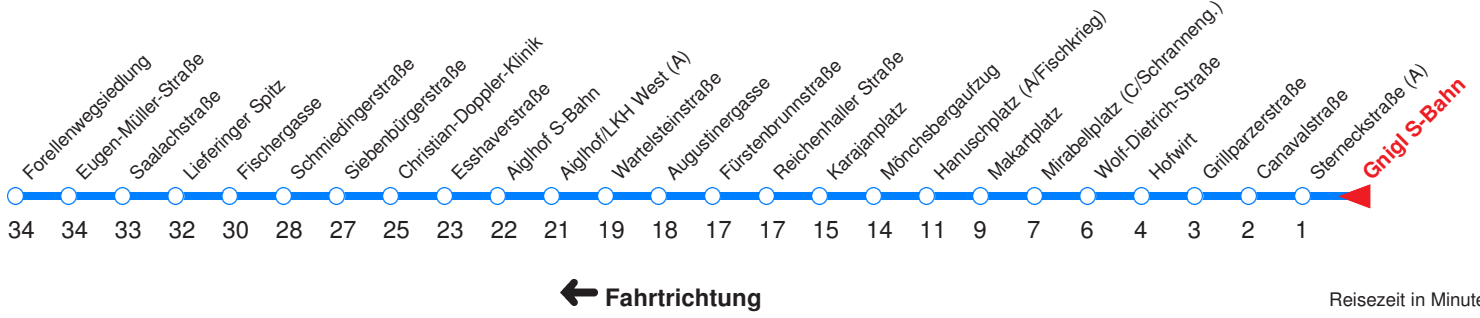 Forellenwegsiedlung
Eugen-Müller-Straße
Saalachstraße
Lieferinger Spitz
Fischergasse
Schmiedingerstraße
Siebenbürgerstraße
Christian-Doppler-Klinik
Esshaverstraße
Aiglhof S-Bahn
Aiglhof/LKH West (A)
Wartelsteinstraße
Augustinergasse
Fürstenbrunnstraße
Reichenhaller Straße
Karajanplatz
Mönchsbergaufzug
Hanuschplatz (A/Fischkrieg)
Makartplatz
Mirabellplatz (C/Schranneng.)
Wolf-Dietrich-Straße
Hofwirt
Grillparzerstraße
Canavalstraße
Sterneckstraße (A)
Gnigl S-Bahn
34 34 33 32 30 28 27 25 23 22 21 19 18 17 17 15 14 11 9 7 6 4 3 2 1
Fahrtrichtung
Reisezeit in Minute